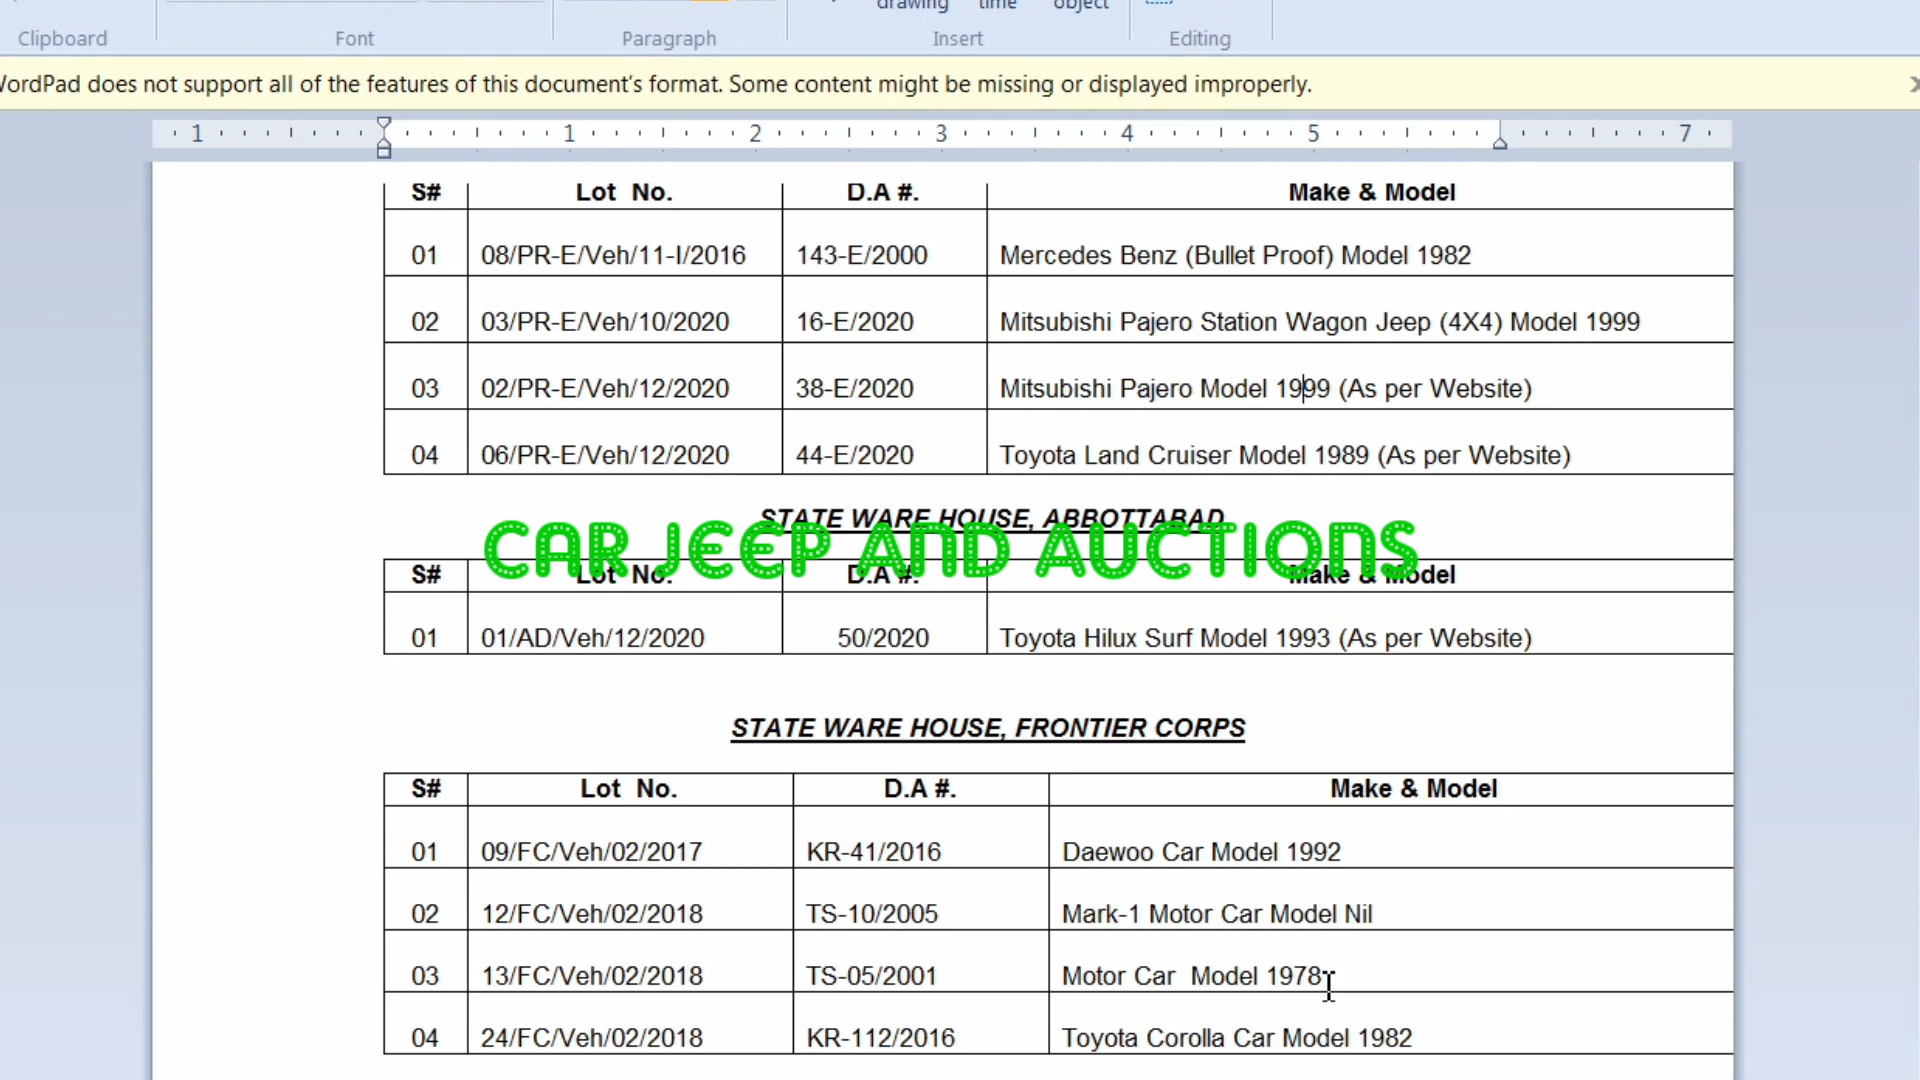 drawing time object
Clipboard Font Paragraph Insert Editing
WordPad does not support all of the features of this document's format. Some content might be missing or displayed improperly.
1 1 2 3 4 5 7
S# Lot No. D.A #. Make & Model
01 08/PR-E/Veh/11-I/2016 143-E/2000 Mercedes Benz (Bullet Proof) Model 1982
02 03/PR-E/Veh/10/2020 16-E/2020 Mitsubishi Pajero Station Wagon Jeep (4X4) Model 1999
03 02/PR-E/Veh/12/2020 38-E/2020 Mitsubishi Pajero Model 1999 (As per Website)
04 06/PR-E/Veh/12/2020 44-E/2020 Toyota Land Cruiser Model 1989 (As per Website)
STATE WARE HOUSE, ABBOTTABAD
CAR JEEP AND AUCTIONS
S# Lot No. D.A #. Make & Model
01 01/AD/Veh/12/2020 50/2020 Toyota Hilux Surf Model 1993 (As per Website)
STATE WARE HOUSE, FRONTIER CORPS
S# Lot No. D.A #. Make & Model
01 09/FC/Veh/02/2017 KR-41/2016 Daewoo Car Model 1992
02 12/FC/Veh/02/2018 TS-10/2005 Mark-1 Motor Car Model Nil
03 13/FC/Veh/02/2018 TS-05/2001 Motor Car Model 1978
04 24/FC/Veh/02/2018 KR-112/2016 Toyota Corolla Car Model 1982